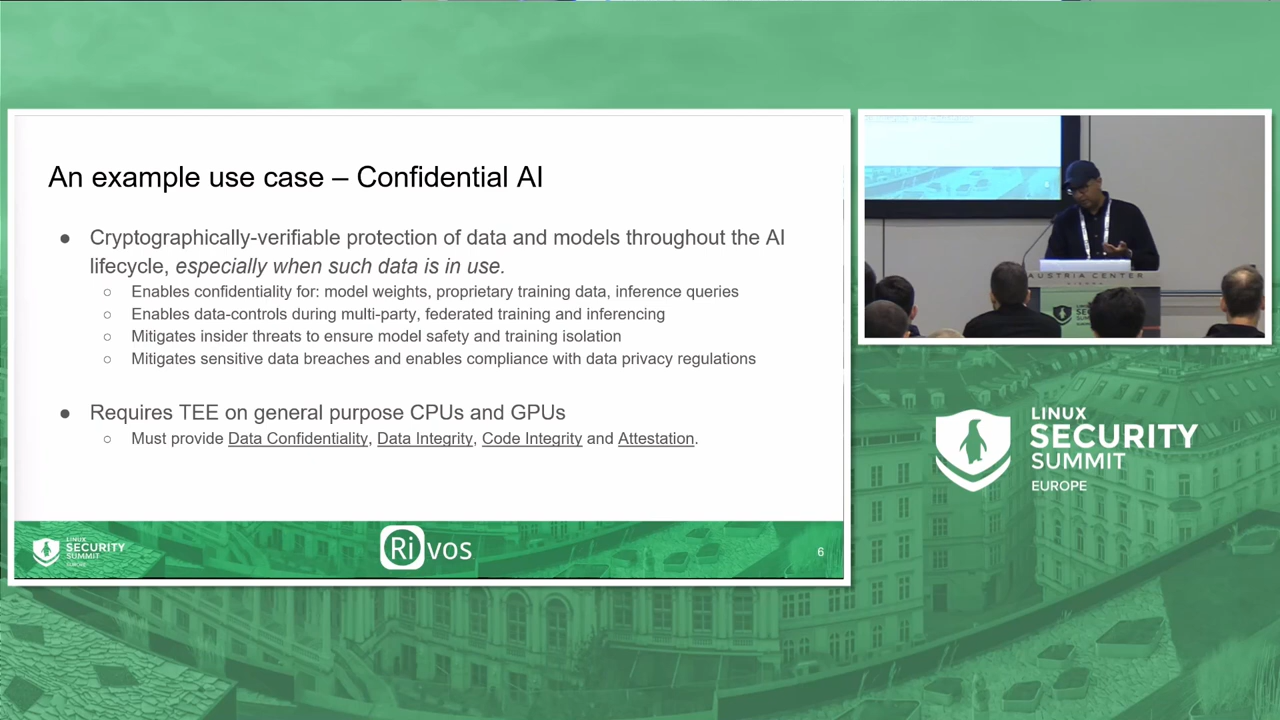 An example use case – Confidential AI
● Cryptographically-verifiable protection of data and models throughout the AI
lifecycle, especially when such data is in use.
○ Enables confidentiality for: model weights, proprietary training data, inference queries
○ Enables data-controls during multi-party, federated training and inferencing
○ Mitigates insider threats to ensure model safety and training isolation
○ Mitigates sensitive data breaches and enables compliance with data privacy regulations
● Requires TEE on general purpose CPUs and GPUs
○ Must provide Data Confidentiality, Data Integrity, Code Integrity and Attestation.
LINUX
SECURITY
SUMMIT
EUROPE
Rivos
6
AUSTRIA CENTER
LINUX
SECURITY
SUMMIT
EUROPE